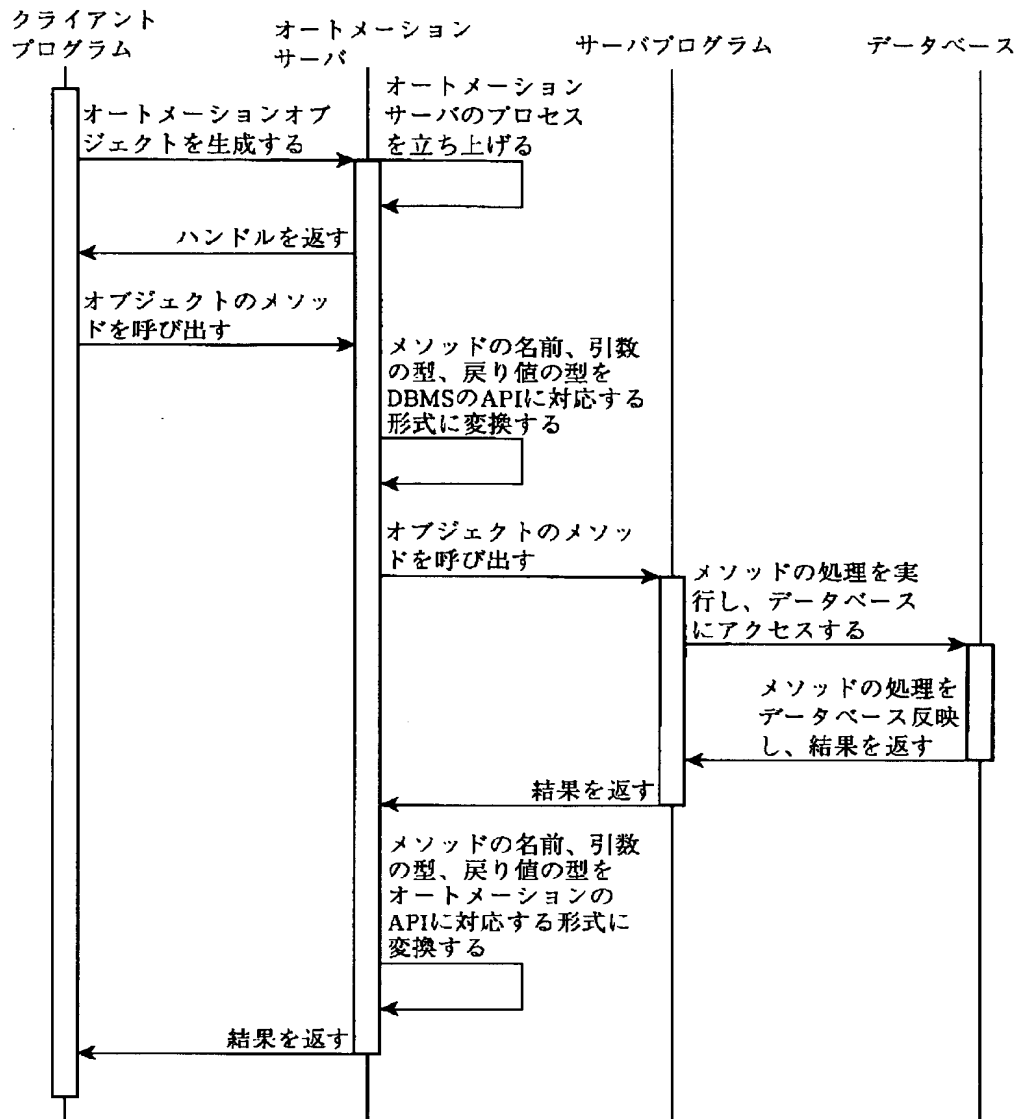 クライアント
プログラム
オートメーション
サーバ
サーバプログラム
データベース
オートメーションオブ
ジェクトを生成する
オートメーション
サーバのプロセス
を立ち上げる
ハンドルを返す
オブジェクトのメソッ
ドを呼び出す
メソッドの名前、引数
の型、戻り値の型を
DBMSのAPIに対応する
形式に変換する
オブジェクトのメソッ
ドを呼び出す
メソッドの処理を実
行し、データベース
にアクセスする
メソッドの処理を
データベース反映
し、結果を返す
結果を返す
メソッドの名前、引数
の型、戻り値の型を
オートメーションの
APIに対応する形式に
変換する
結果を返す